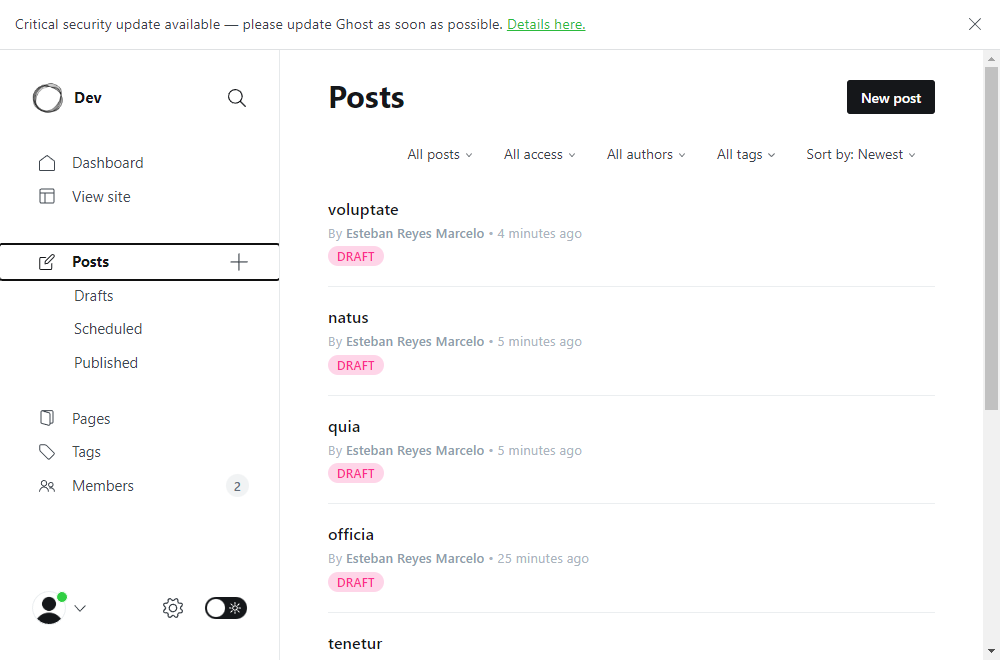 Critical security update available — please update Ghost as soon as possible. Details here.
Dev
Dashboard
View site
Posts
Drafts
Scheduled
Published
Pages
Tags
Members 2
Posts
New post
All posts
All access
All authors
All tags
Sort by: Newest
voluptate
By Esteban Reyes Marcelo • 4 minutes ago
DRAFT
natus
By Esteban Reyes Marcelo • 5 minutes ago
DRAFT
quia
By Esteban Reyes Marcelo • 5 minutes ago
DRAFT
officia
By Esteban Reyes Marcelo • 25 minutes ago
DRAFT
tenetur